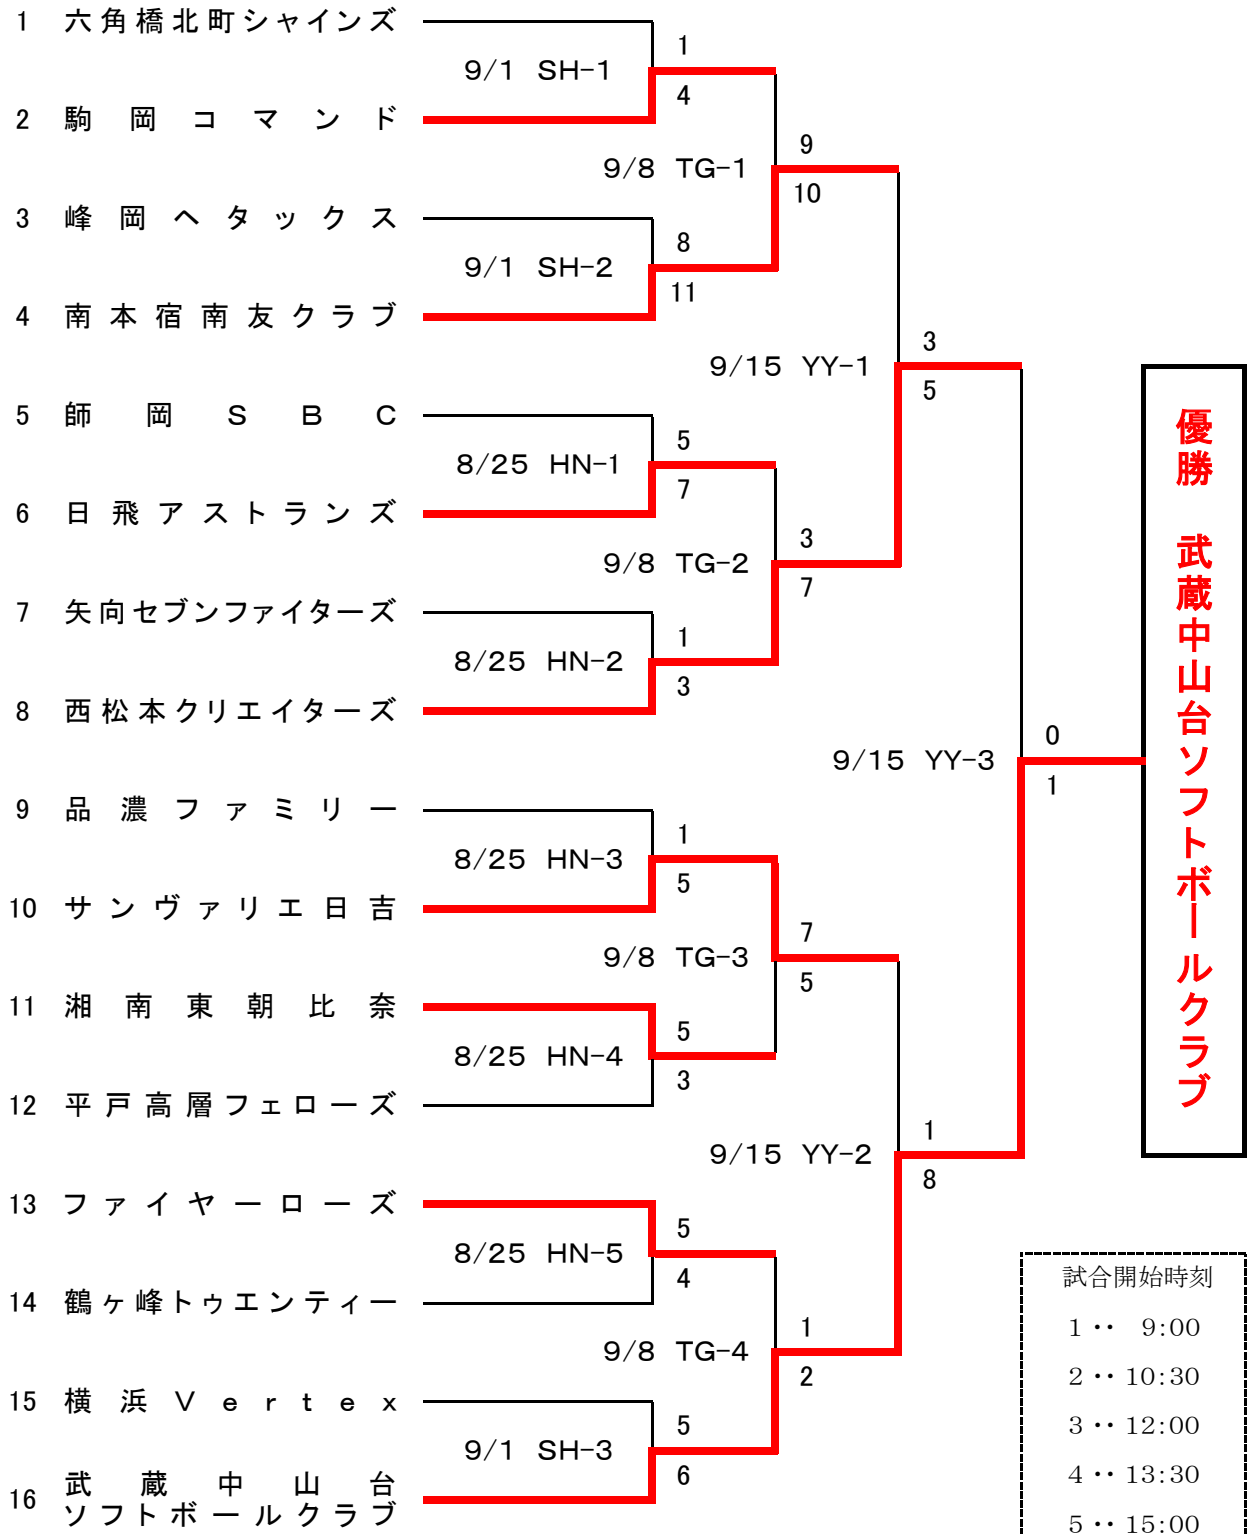 1 六角橋北町シャインズ
1
9/1 SH-1
4
2 駒岡コマンド
9
9/8 TG-1
10
3 峰岡ヘタックス
8
9/1 SH-2
11
4 南本宿南友クラブ
3
9/15 YY-1
5
5 師岡SBC
5
8/25 HN-1
7
6 日飛アストランズ
3
9/8 TG-2
7
7 矢向セブンファイターズ
1
8/25 HN-2
3
8 西松本クリエイターズ
0
9/15 YY-3
1
9 品濃ファミリー
1
8/25 HN-3
5
10 サンヴァリエ日吉
7
9/8 TG-3
5
11 湘南東朝比奈
5
8/25 HN-4
3
12 平戸高層フェローズ
1
9/15 YY-2
8
13 ファイヤーローズ
5
8/25 HN-5
4
14 鶴ヶ峰トゥエンティー
1
9/8 TG-4
2
15 横浜Vertex
5
9/1 SH-3
6
16 武蔵中山台
ソフトボールクラブ
優勝 武蔵中山台ソフトボールクラブ
試合開始時刻
1‥ 9:00
2‥10:30
3‥12:00
4‥13:30
5‥15:00